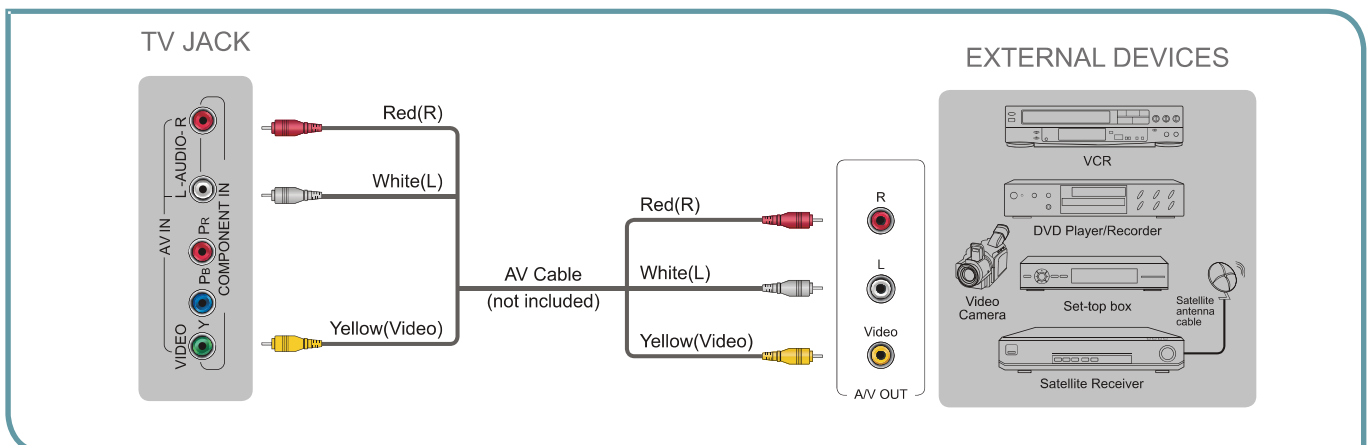 TV JACK
AV IN
L -AUDIO- R
VIDEO
Y
PB
PR
COMPONENT IN
Red(R)
White(L)
Yellow(Video)
AV Cable
(not included)
Red(R)
White(L)
Yellow(Video)
R
L
Video
A/V OUT
EXTERNAL DEVICES
VCR
DVD Player/Recorder
Video
Camera
Set-top box
Satellite
antenna
cable
Satellite Receiver